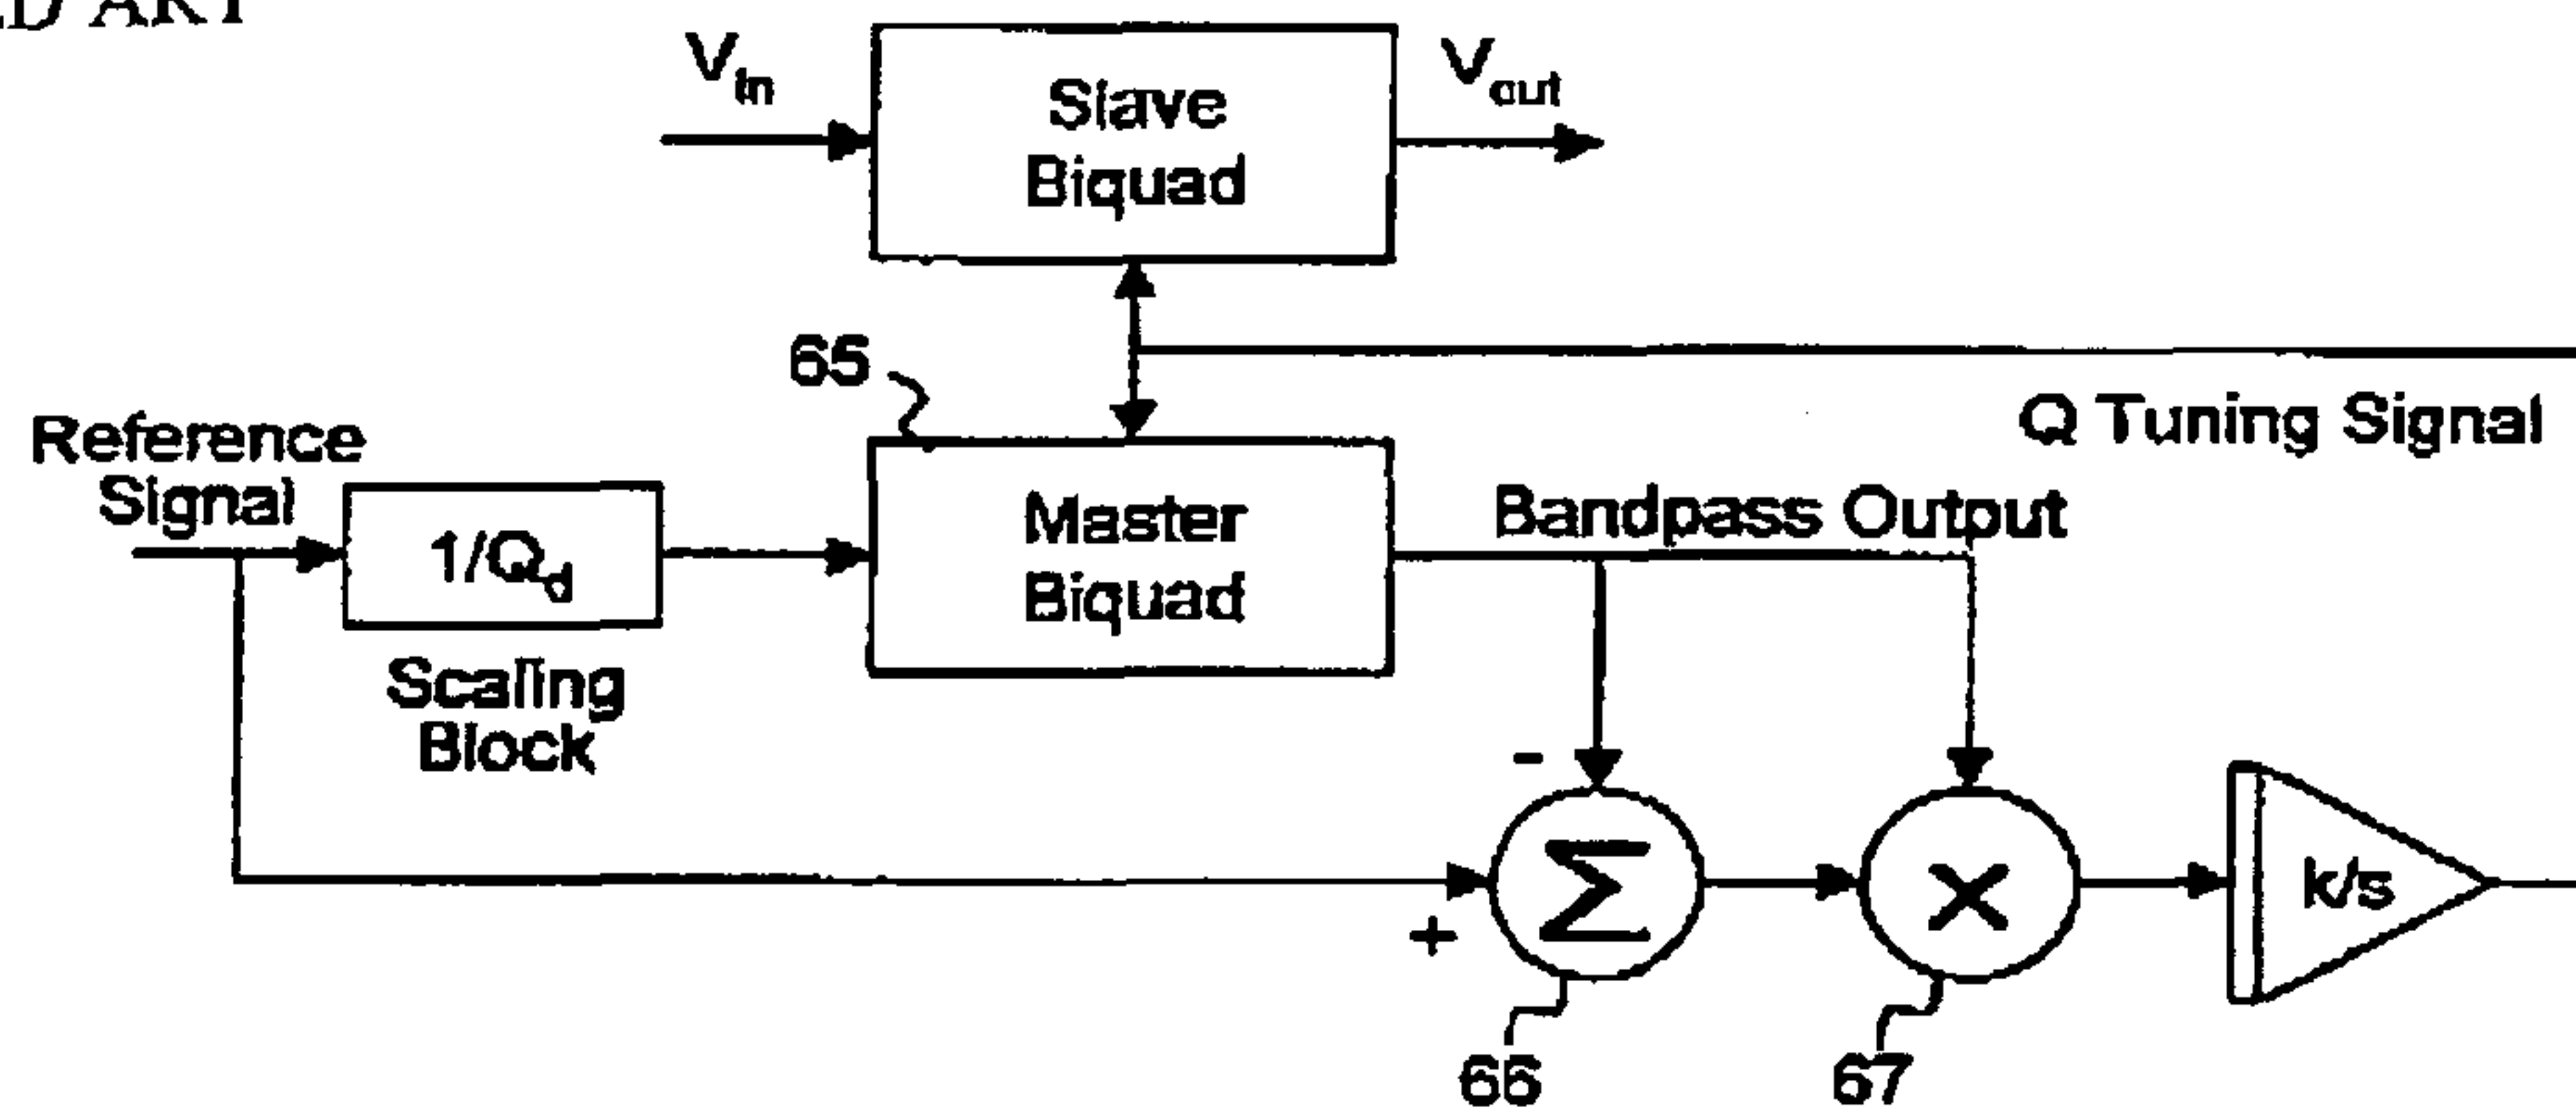 V_in
Slave
Biquad
V_out
65
Q Tuning Signal
Reference
Signal
1/Q_d
Scaling
Block
Master
Biquad
Bandpass Output
-
+
Σ
×
k/s
66
67